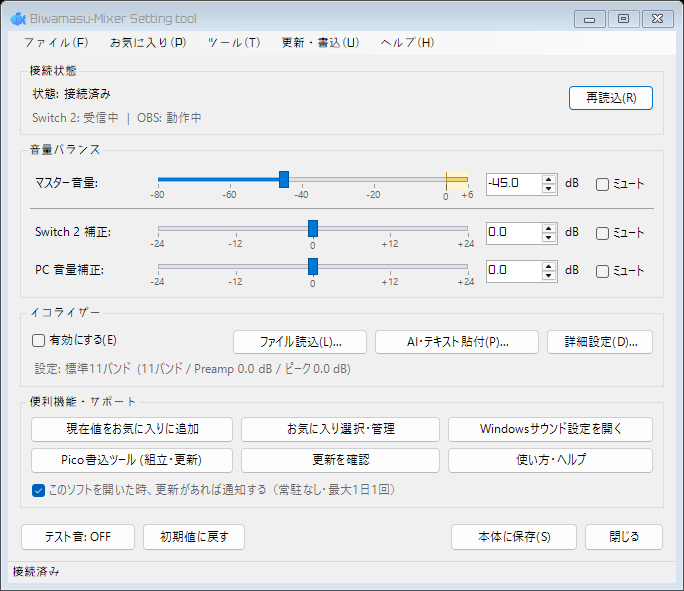 Biwamasu-Mixer Setting tool
ファイル(F) お気に入り(P) ツール(T) 更新・書込(U) ヘルプ(H)
接続状態
状態: 接続済み
再読込(R)
Switch 2: 受信中 | OBS: 動作中
音量バランス
マスター音量: -45.0 dB ミュート
-80 -60 -40 -20 0 +6
Switch 2 補正: 0.0 dB ミュート
-24 -12 0 +12 +24
PC 音量補正: 0.0 dB ミュート
-24 -12 0 +12 +24
イコライザー
有効にする(E) ファイル読込(L)... AI・テキスト貼付(P)... 詳細設定(D)...
設定: 標準11バンド (11バンド / Preamp 0.0 dB / ピーク 0.0 dB)
便利機能・サポート
現在値をお気に入りに追加 お気に入り選択・管理 Windowsサウンド設定を開く
Pico書込ツール (組立・更新) 更新を確認 使い方・ヘルプ
このソフトを開いた時、更新があれば通知する (常駐なし・最大1日1回)
テスト音: OFF 初期値に戻す 本体に保存(S) 閉じる
接続済み